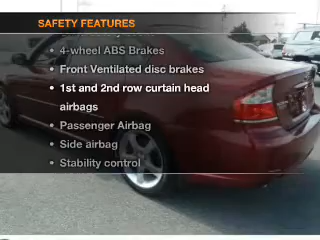 SAFETY FEATURES
• 4-wheel ABS Brakes
• Front Ventilated disc brakes
• 1st and 2nd row curtain head
airbags
• Passenger Airbag
• Side airbag
• Stability control